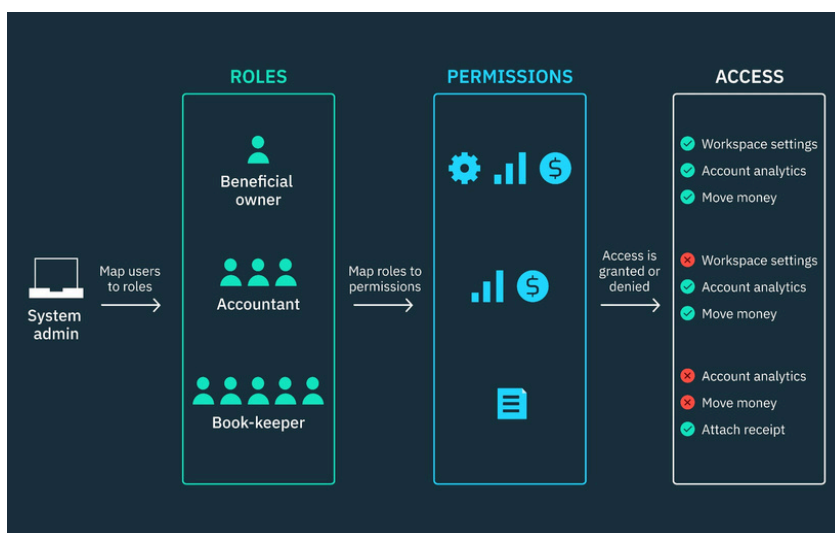 ROLES
PERMISSIONS
ACCESS
System
admin
Map users
to roles
Beneficial
owner
Accountant
Book-keeper
Map roles to
permissions
$
$
Access is
granted or
denied
Workspace settings
Account analytics
Move money
Workspace settings
Account analytics
Move money
Account analytics
Move money
Attach receipt